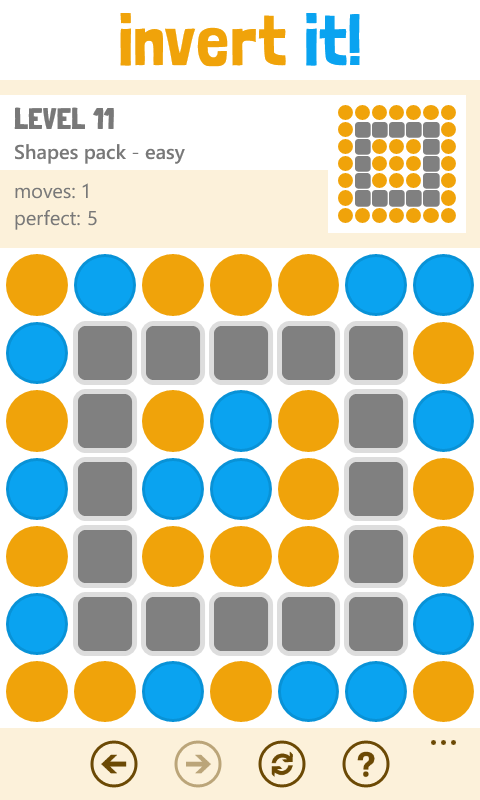 invert it!
LEVEL 11
Shapes pack - easy
moves: 1
perfect: 5
?
...